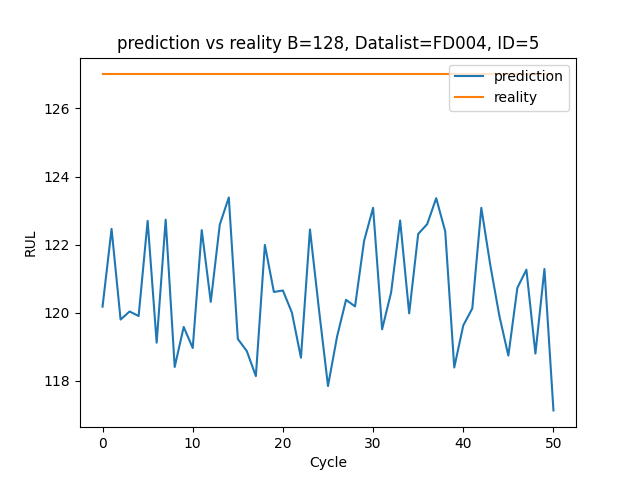 prediction vs reality B=128, Datalist=FD004, ID=5
prediction
reality
126
124
122
120
118
RUL
0 10 20 30 40 50
Cycle